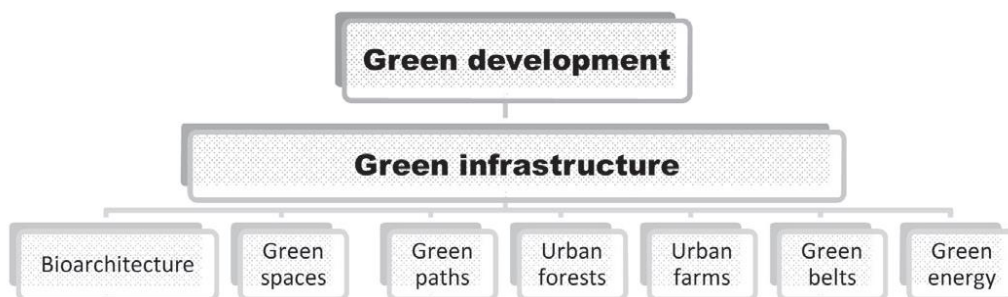 Green development
Green infrastructure
Bioarchitecture
Green
spaces
Green
paths
Urban
forests
Urban
farms
Green
belts
Green
energy